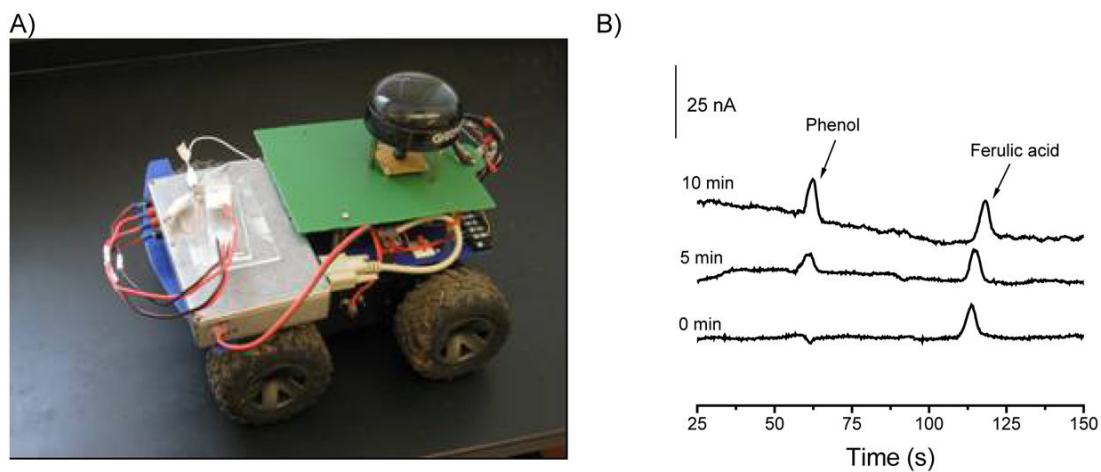 A)
B)
25 nA
Phenol
Ferulic acid
10 min
5 min
0 min
25 50 75 100 125 150
Time (s)